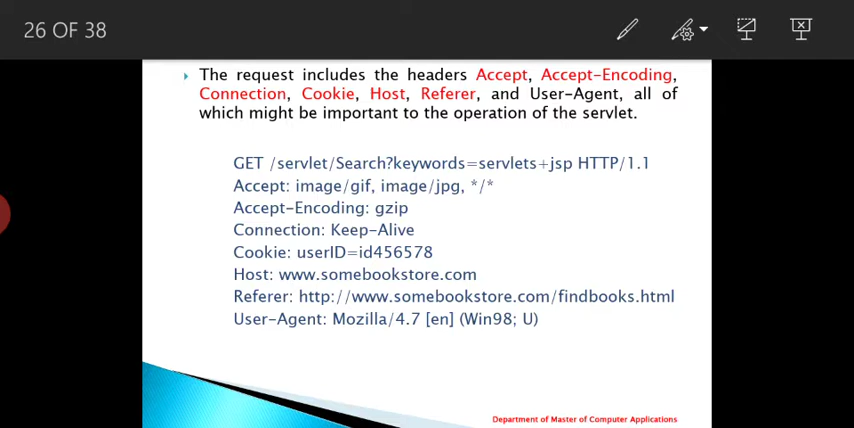 26 OF 38
The request includes the headers Accept, Accept-Encoding,
Connection, Cookie, Host, Referer, and User-Agent, all of
which might be important to the operation of the servlet.
GET /servlet/Search?keywords=servlets+jsp HTTP/1.1
Accept: image/gif, image/jpg, */*
Accept-Encoding: gzip
Connection: Keep-Alive
Cookie: userID=id456578
Host: www.somebookstore.com
Referer: http://www.somebookstore.com/findbooks.html
User-Agent: Mozilla/4.7 [en] (Win98; U)
Department of Master of Computer Applications